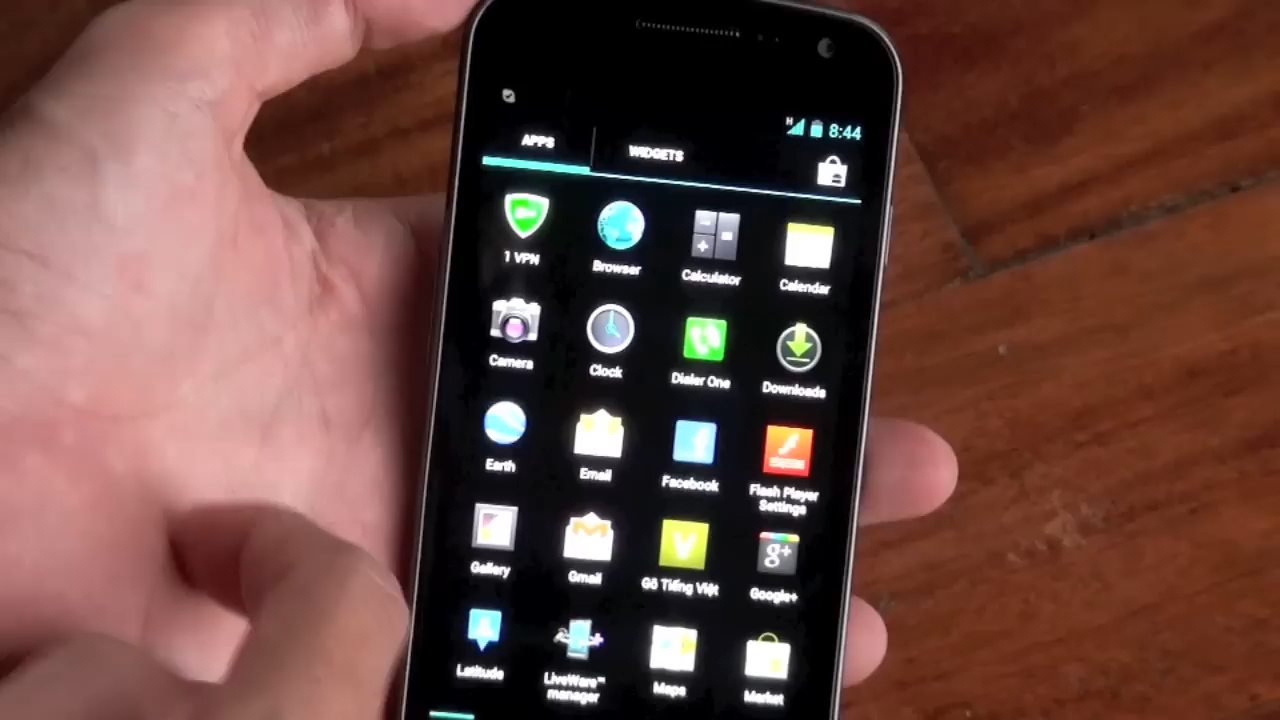 H 8:44
APPS WIDGETS
1 VPN Browser Calculator Calendar
Camera Clock Dialer One Downloads
Earth Email Facebook Flash Player
Settings
Gallery Gmail Gõ Tiếng Việt Google+
Latitude LiveWare™ Maps Market
manager